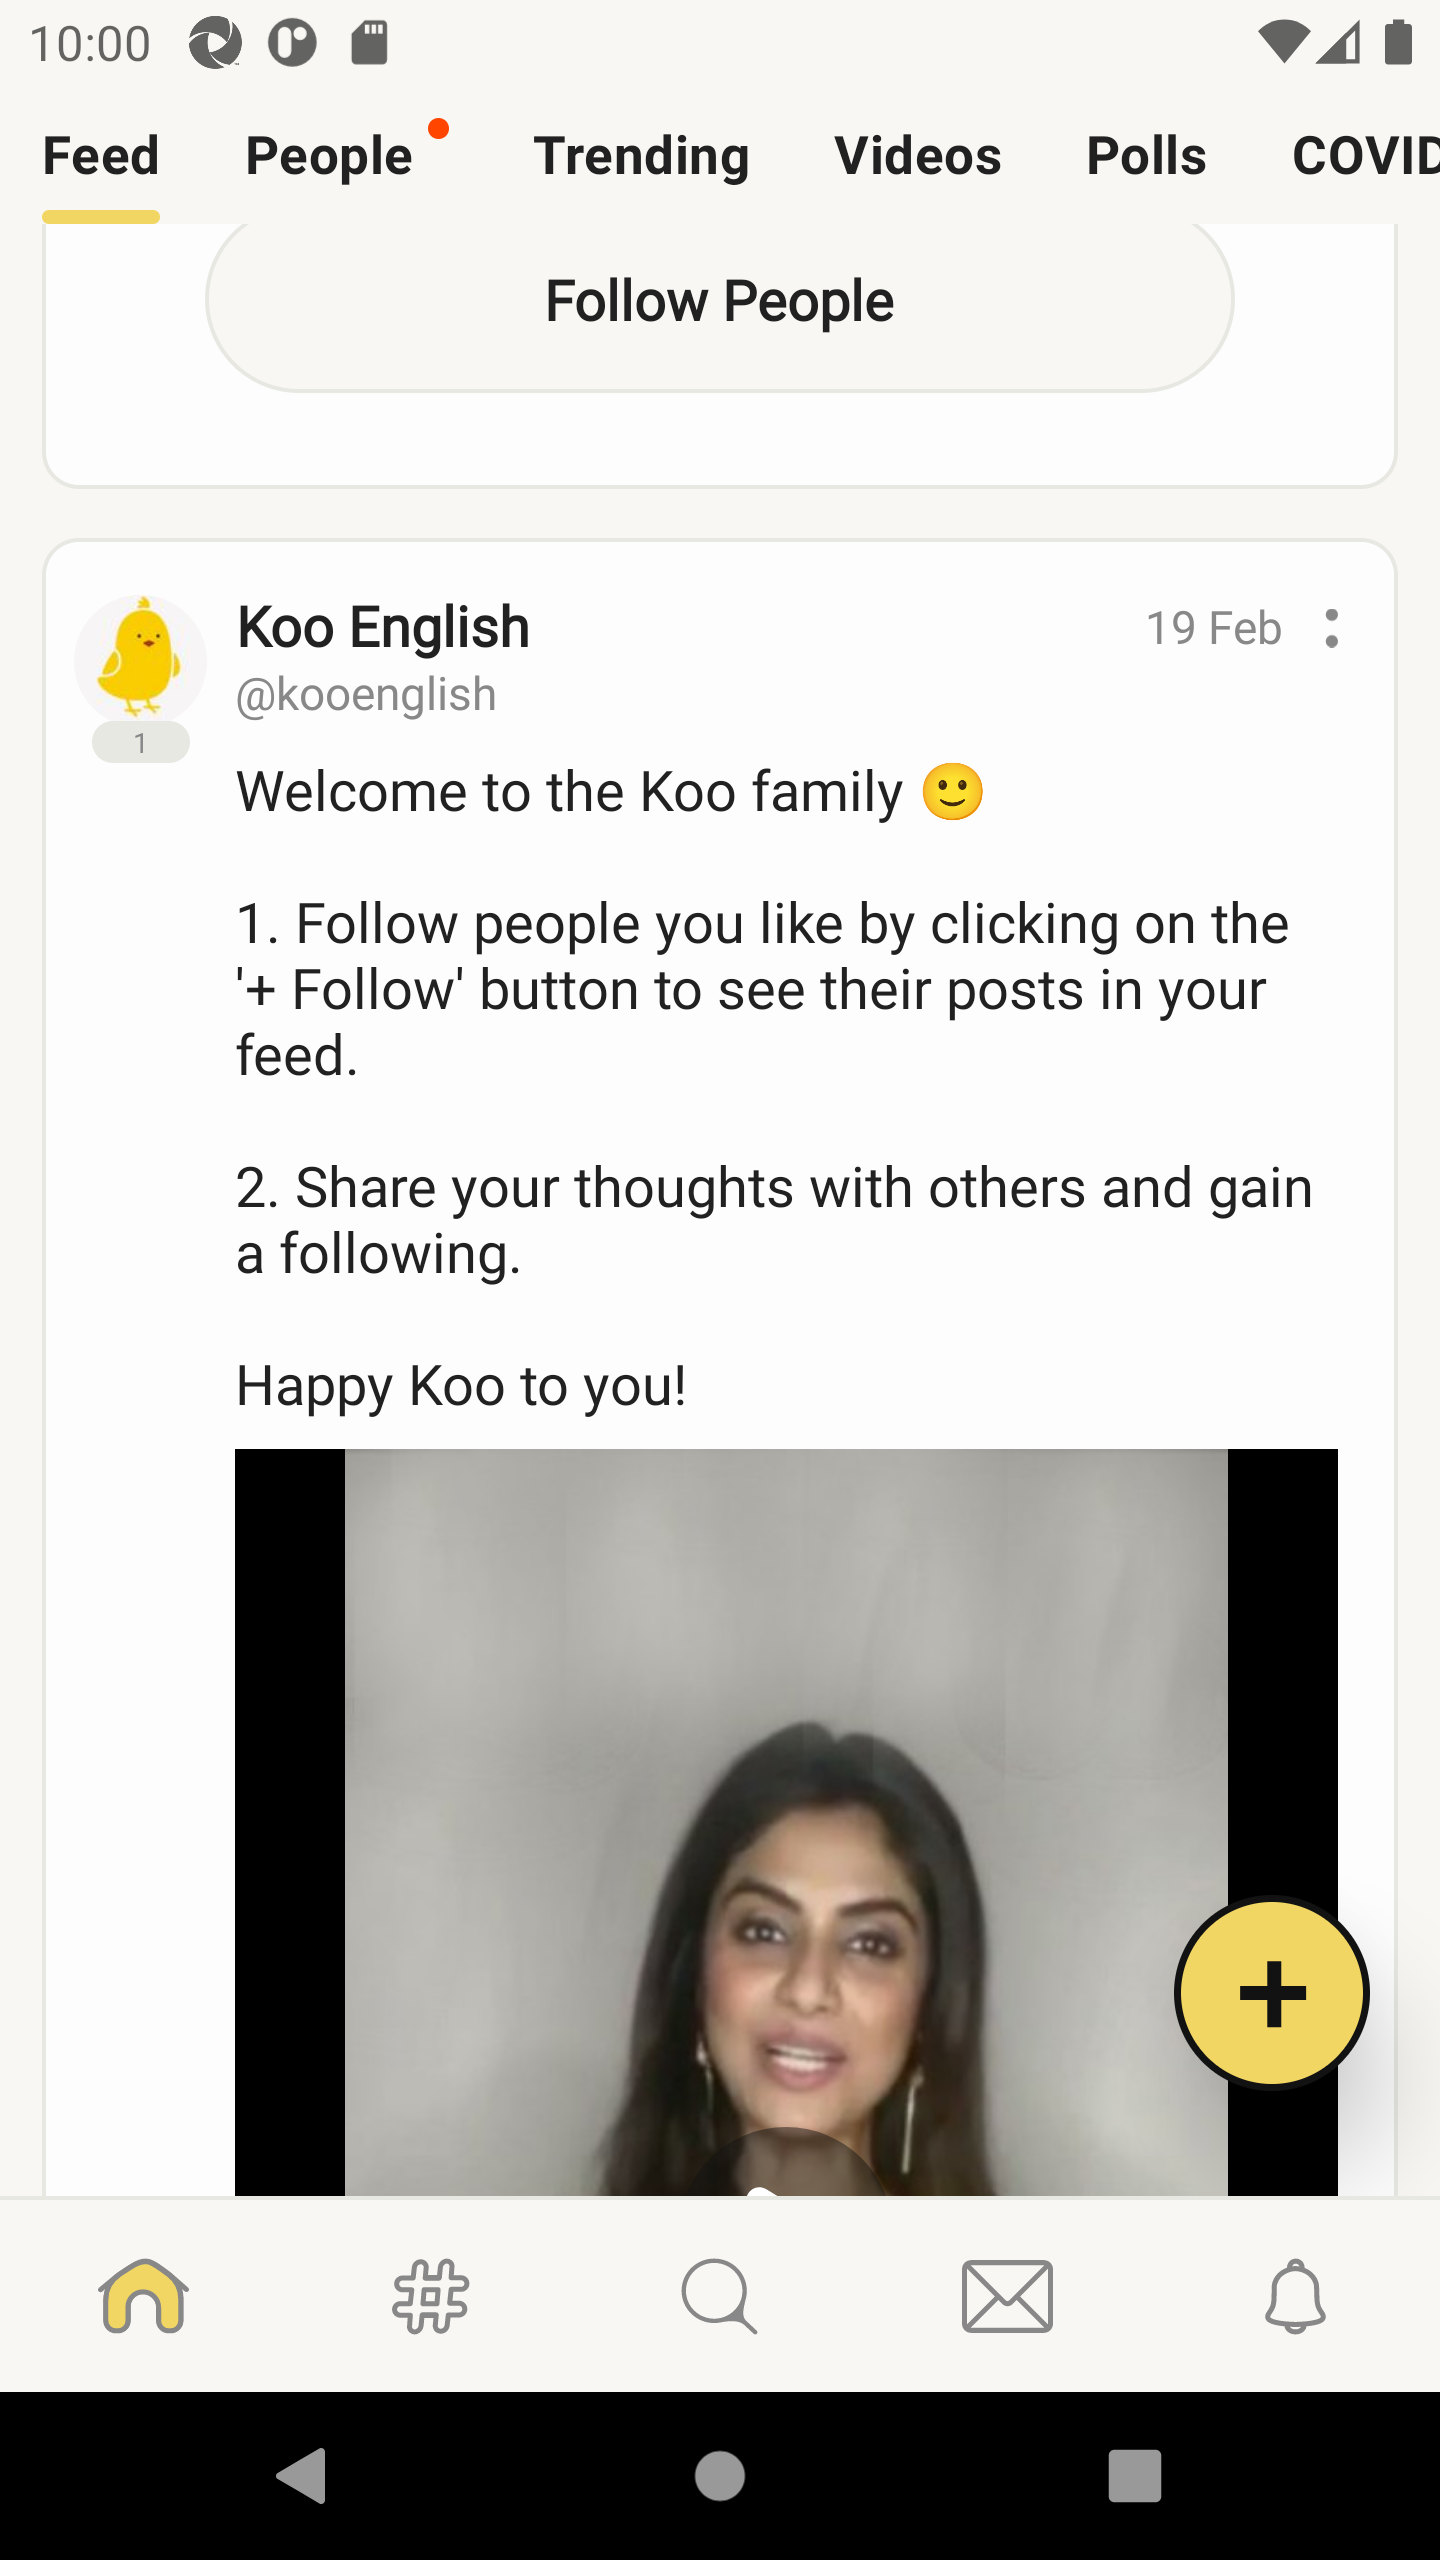 10:00
Feed People Trending Videos Polls COVID
Follow People
Koo English 19 Feb
@kooenglish
1
Welcome to the Koo family 🙂
1. Follow people you like by clicking on the
'+ Follow' button to see their posts in your
feed.
2. Share your thoughts with others and gain
a following.
Happy Koo to you!